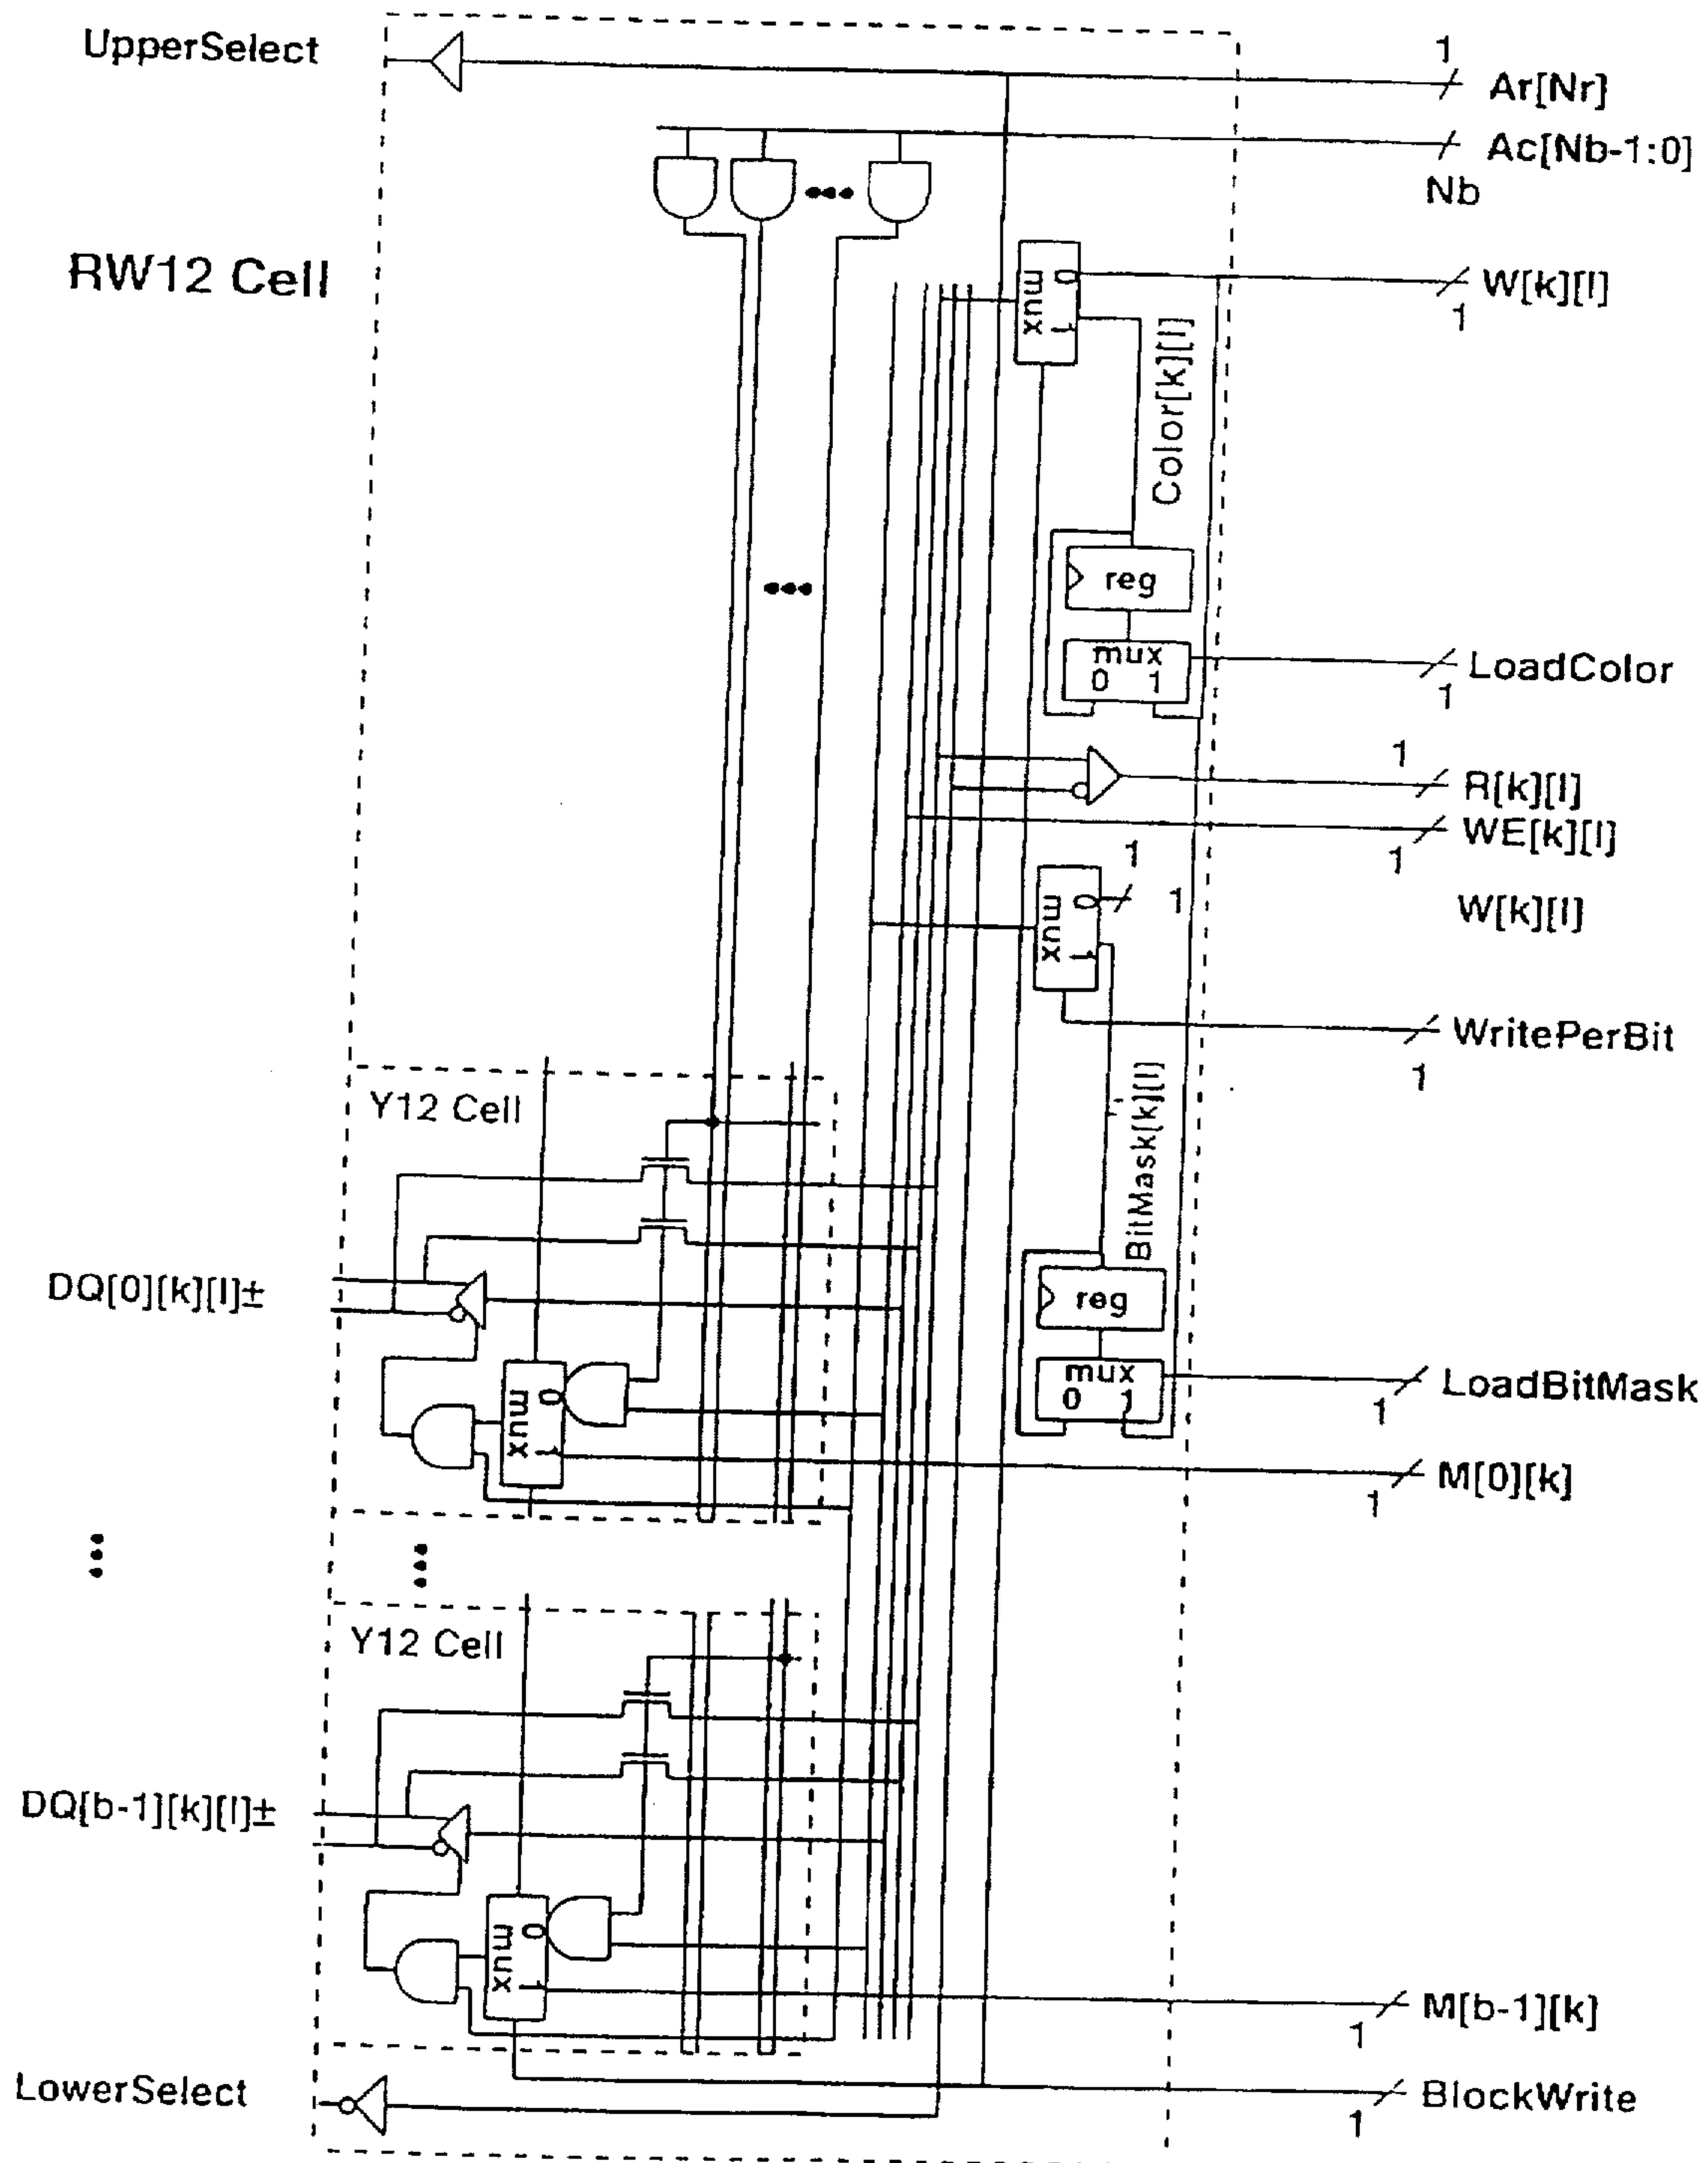 UpperSelect
1
Ar[Nr}
Ac[Nb-1:0]
Nb
RW12 Cell
mux
0
1
W[k][l]
1
Color[k][l]
reg
mux
0 1
LoadColor
1
1
R[k][l]
WE[k][l]
1
1
mux
0
1
1
W[k][l]
WritePerBit
1
Y12 Cell
BitMask[k][l]
DQ[0][k][l]±
reg
mux
0 1
LoadBitMask
1
mux
0
1
M[0][k]
1
Y12 Cell
DQ[b-1][k][l]±
mux
0
1
M[b-1][k]
1
LowerSelect
BlockWrite
1